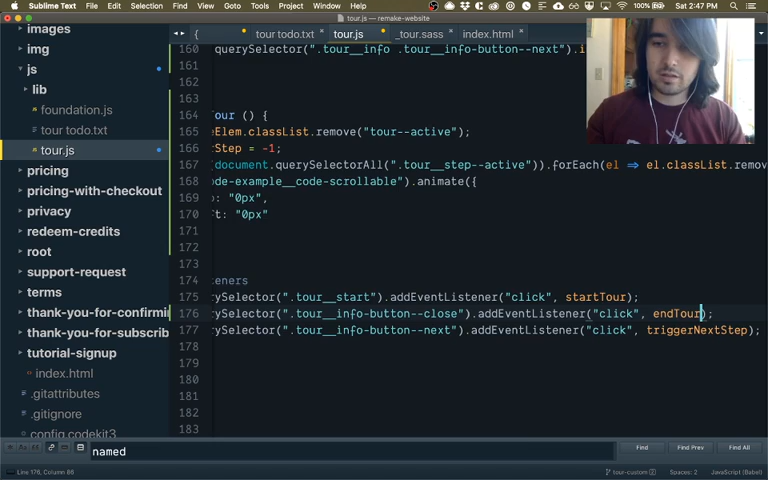 Sublime Text File Edit Selection Find View Goto Tools Project Window Help 100% Sat 2:47 PM
tour.js — remake-website
{ tour todo.txt tour.js _tour.sass index.html
images
img
js
lib
foundation.js
tour todo.txt
tour.js
pricing
pricing-with-checkout
privacy
redeem-credits
root
support-request
terms
thank-you-for-confirmi
thank-you-for-subscrib
tutorial-signup
index.html
.gitattributes
.gitignore
config.codekit3
160 querySelector(".tour__info .tour__info-button--next").i
161
162
163
164 Tour () {
165 Elem.classList.remove("tour--active");
166 rStep = -1;
167 (document.querySelectorAll(".tour__step--active")).forEach(el => el.classList.remov
168 ode-example__code-scrollable").animate({
169 p: "0px",
170 ft: "0px"
171
172
173
174 teners
175 rySelector(".tour__start").addEventListener("click", startTour);
176 rySelector(".tour__info-button--close").addEventListener("click", endTour);
177 rySelector(".tour__info-button--next").addEventListener("click", triggerNextStep);
178
179
180
181
182
183
named Find Find Prev Find All
Line 176, Column 86 tour-custom Spaces: 2 JavaScript (Babel)